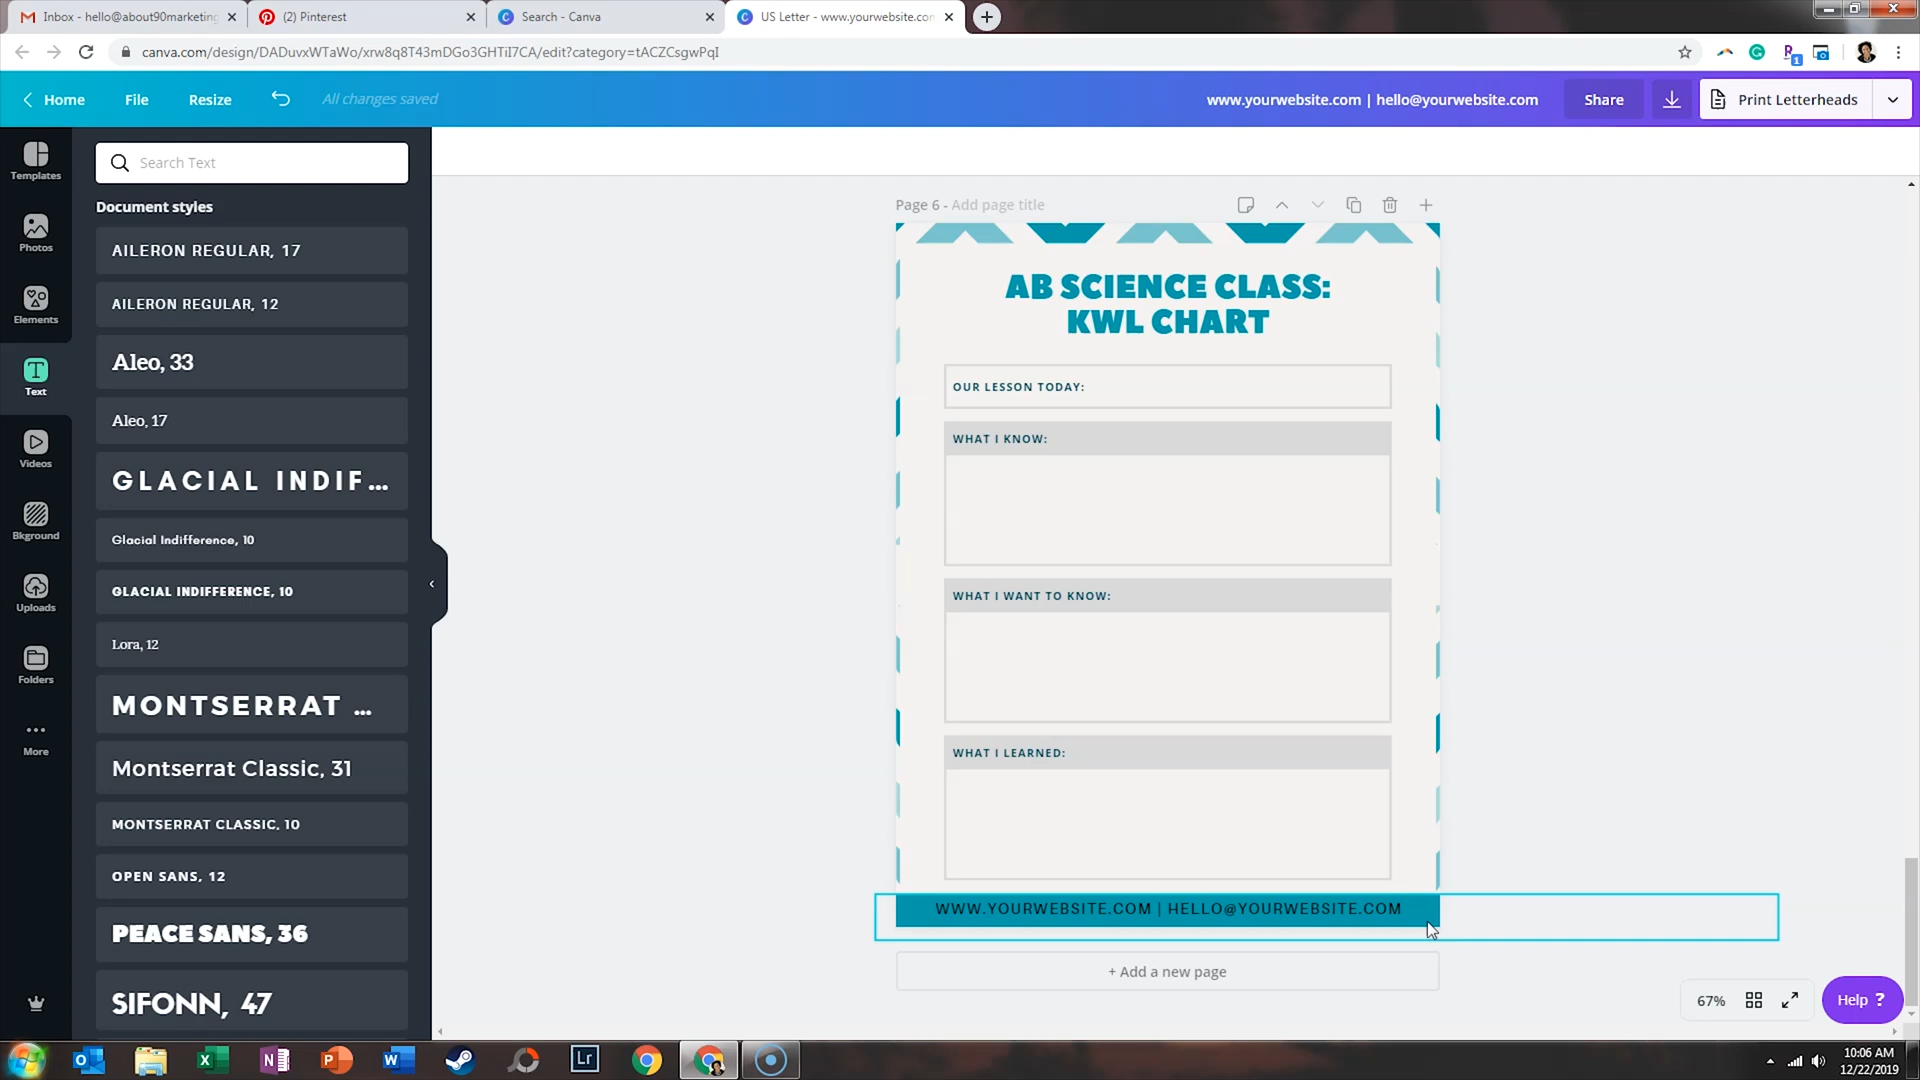 Inbox - hello@about90marketing
(2) Pinterest
Search - Canva
US Letter - www.yourwebsite.con
canva.com/design/DADuvxWTaWo/xrw8q8T43mDGo3GHTiI7CA/edit?category=tACZCsgwPqI
1
Home
File
Resize
All changes saved
www.yourwebsite.com | hello@yourwebsite.com
Share
Print Letterheads
Templates
Photos
Elements
Text
Videos
Bkground
Uploads
Folders
More
Search Text
Document styles
AILERON REGULAR, 17
AILERON REGULAR, 12
Aleo, 33
Aleo, 17
GLACIAL INDIF...
Glacial Indifference, 10
GLACIAL INDIFFERENCE, 10
Lora, 12
MONTSERRAT ...
Montserrat Classic, 31
MONTSERRAT CLASSIC, 10
OPEN SANS, 12
PEACE SANS, 36
SIFONN, 47
Page 6 - Add page title
AB SCIENCE CLASS:
KWL CHART
OUR LESSON TODAY:
WHAT I KNOW:
WHAT I WANT TO KNOW:
WHAT I LEARNED:
WWW.YOURWEBSITE.COM | HELLO@YOURWEBSITE.COM
+ Add a new page
67%
Help ?
Lr
10:06 AM
12/22/2019